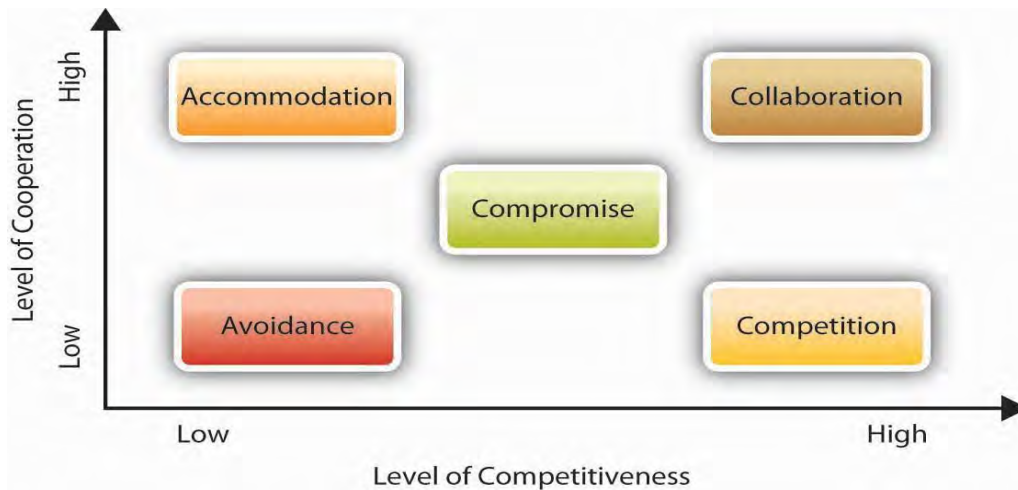 High
Accommodation
Collaboration
Level of Cooperation
Compromise
Avoidance
Competition
Low
Low
High
Level of Competitiveness